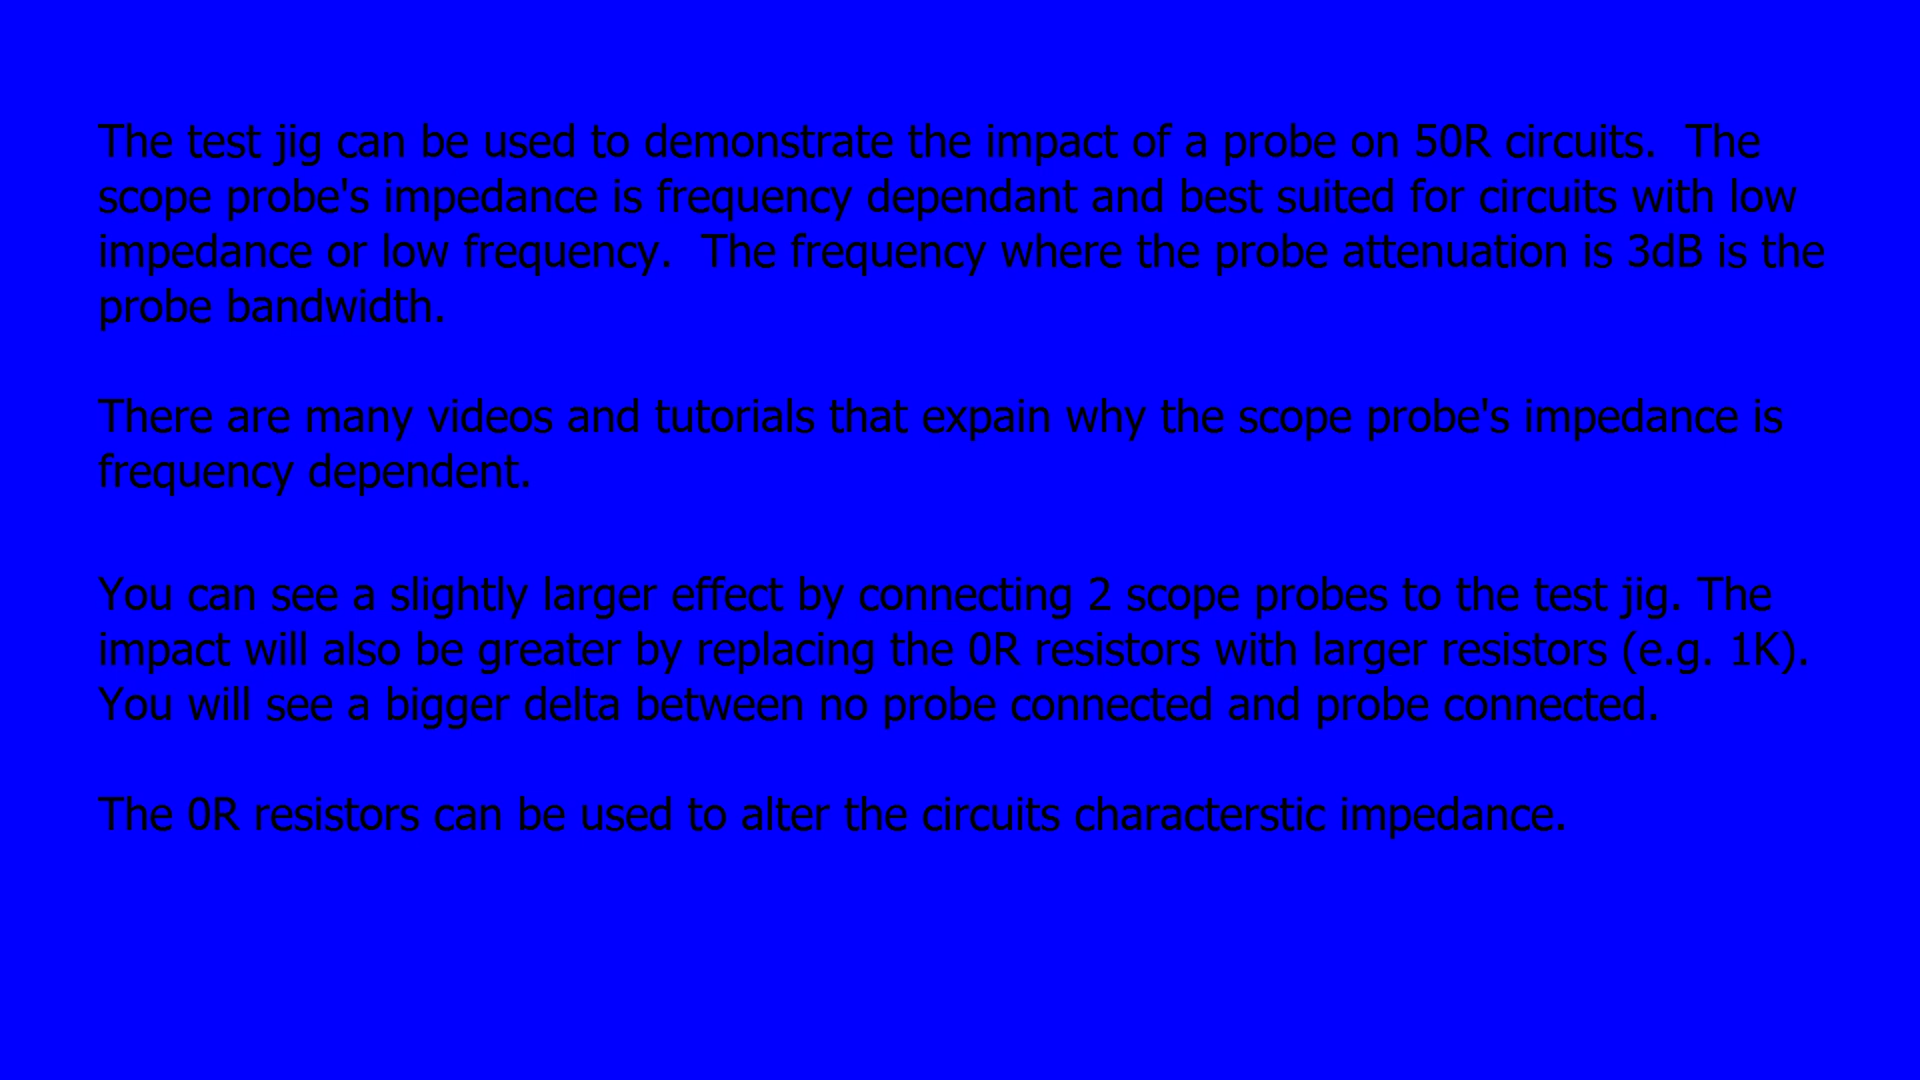 The test jig can be used to demonstrate the impact of a probe on 50R circuits.  The
scope probe's impedance is frequency dependant and best suited for circuits with low
impedance or low frequency.  The frequency where the probe attenuation is 3dB is the
probe bandwidth.
There are many videos and tutorials that expain why the scope probe's impedance is
frequency dependent.
You can see a slightly larger effect by connecting 2 scope probes to the test jig. The
impact will also be greater by replacing the 0R resistors with larger resistors (e.g. 1K).
You will see a bigger delta between no probe connected and probe connected.
The 0R resistors can be used to alter the circuits characterstic impedance.